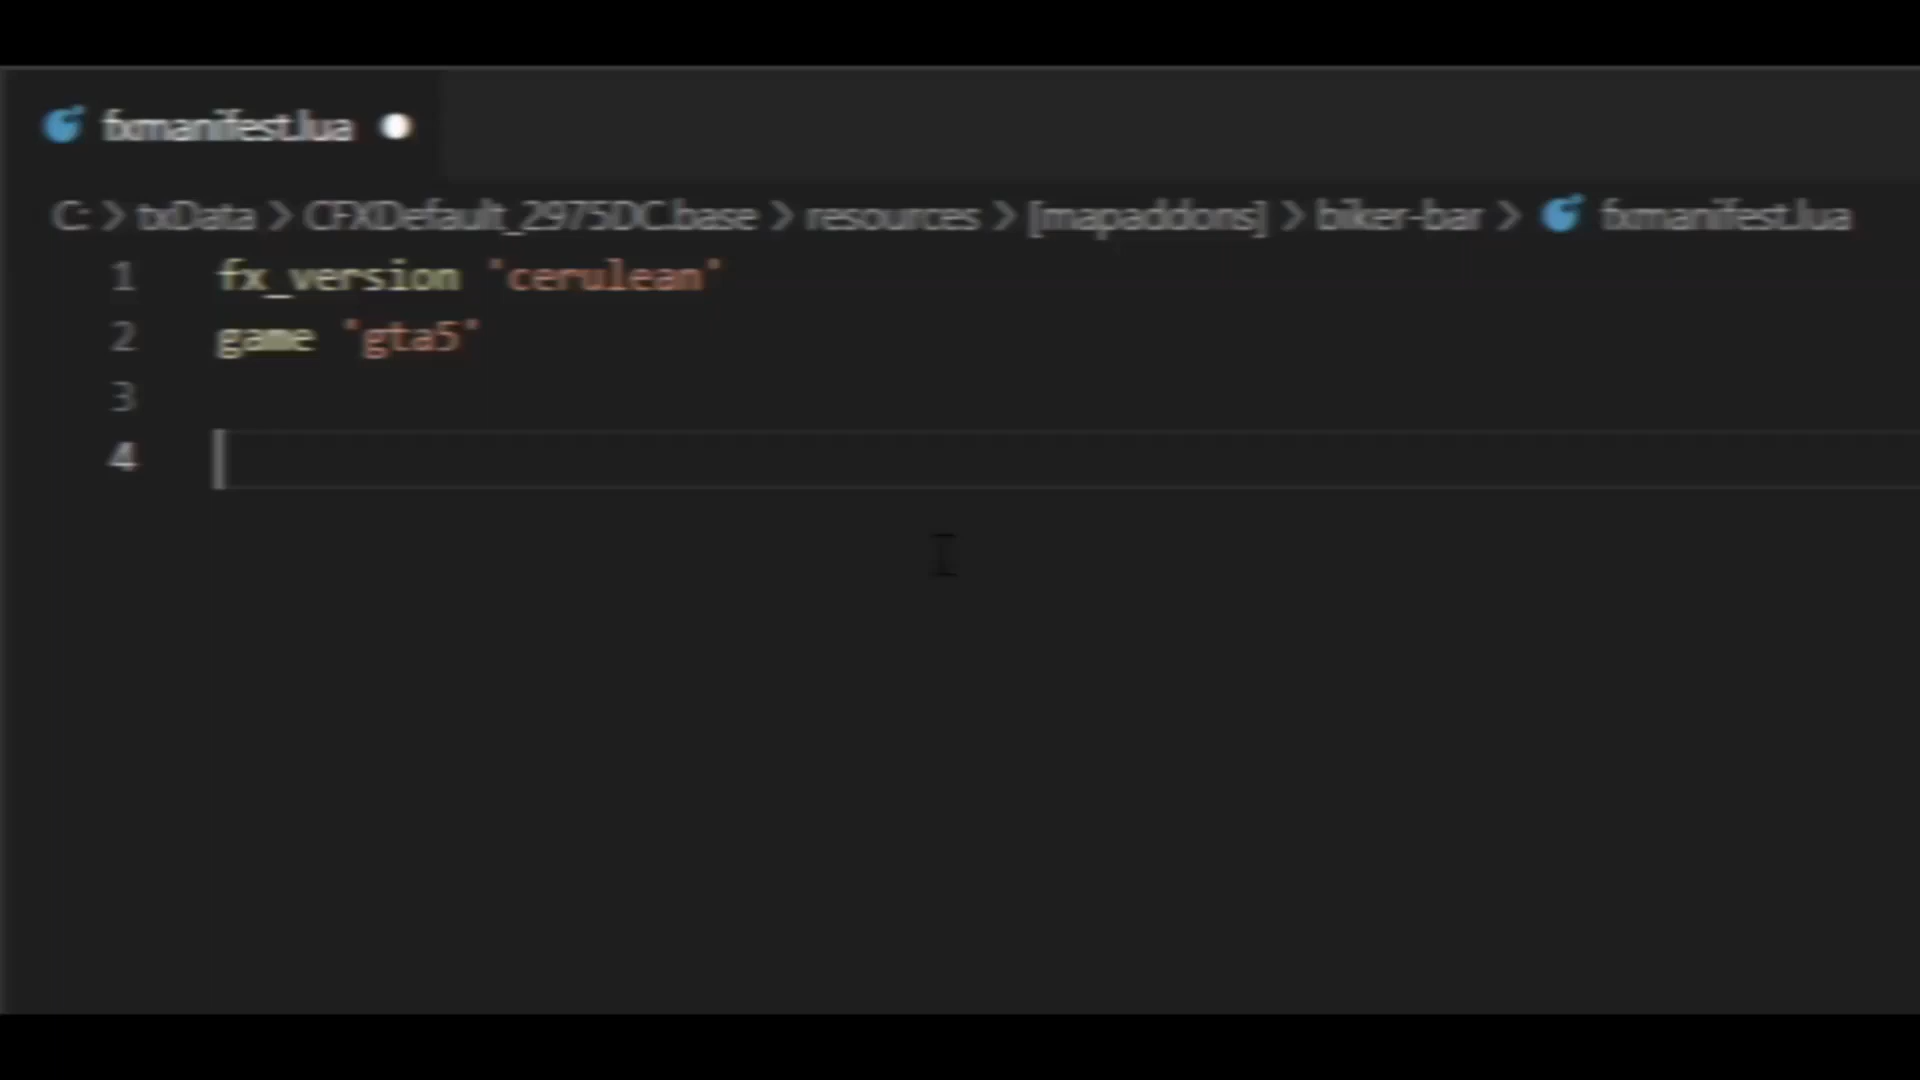 fxmanifest.lua
C: > txData > CFXDefault_2975DC.base > resources > [mapaddons] > biker-bar > fxmanifest.lua
1 fx_version "cerulean"
2 game "gta5"
3
4